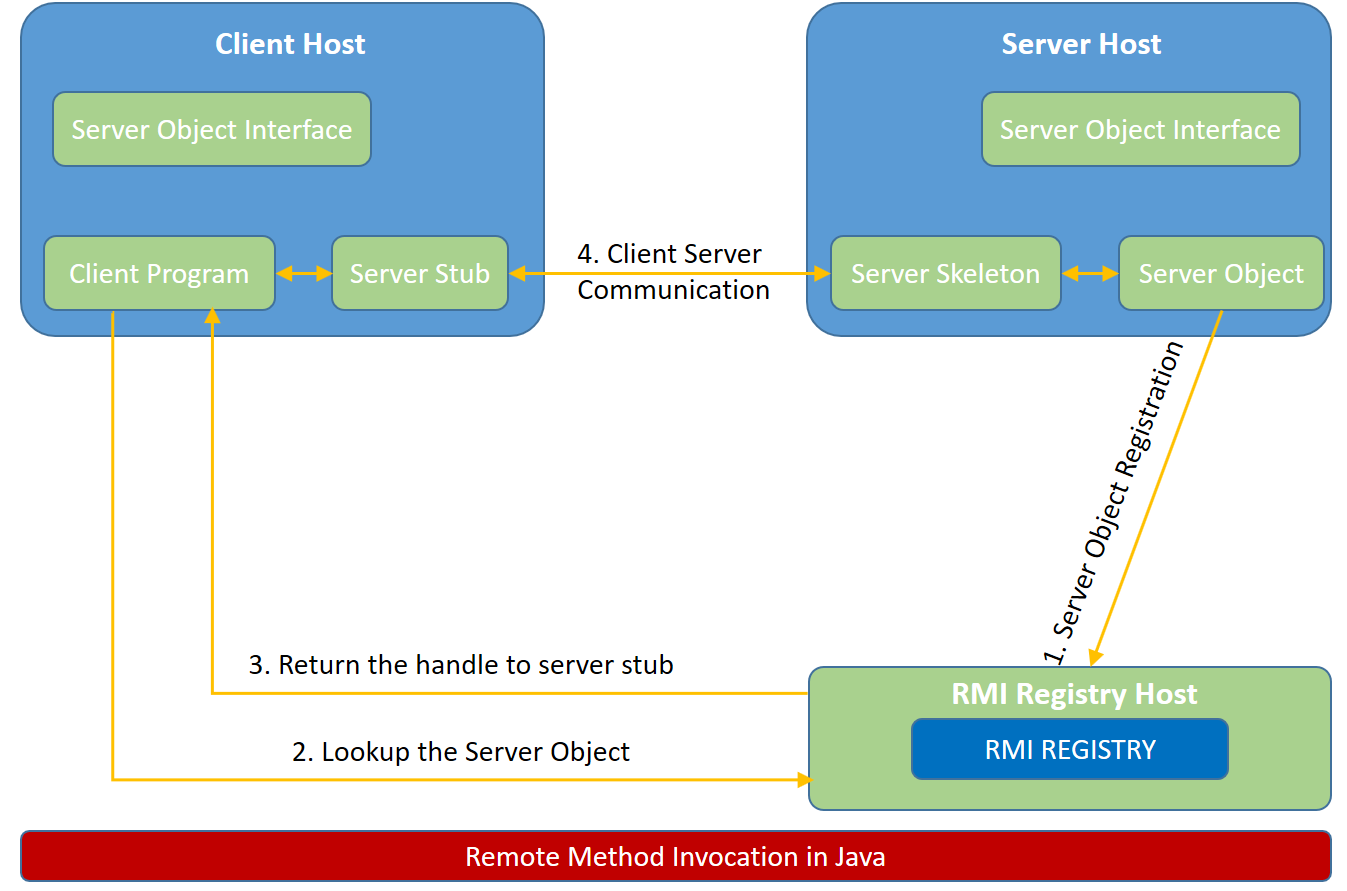 Client Host
Server Host
Server Object Interface
Server Object Interface
Client Program
Server Stub
4. Client Server
Communication
Server Skeleton
Server Object
1. Server Object Registration
3. Return the handle to server stub
2. Lookup the Server Object
RMI Registry Host
RMI REGISTRY
Remote Method Invocation in Java